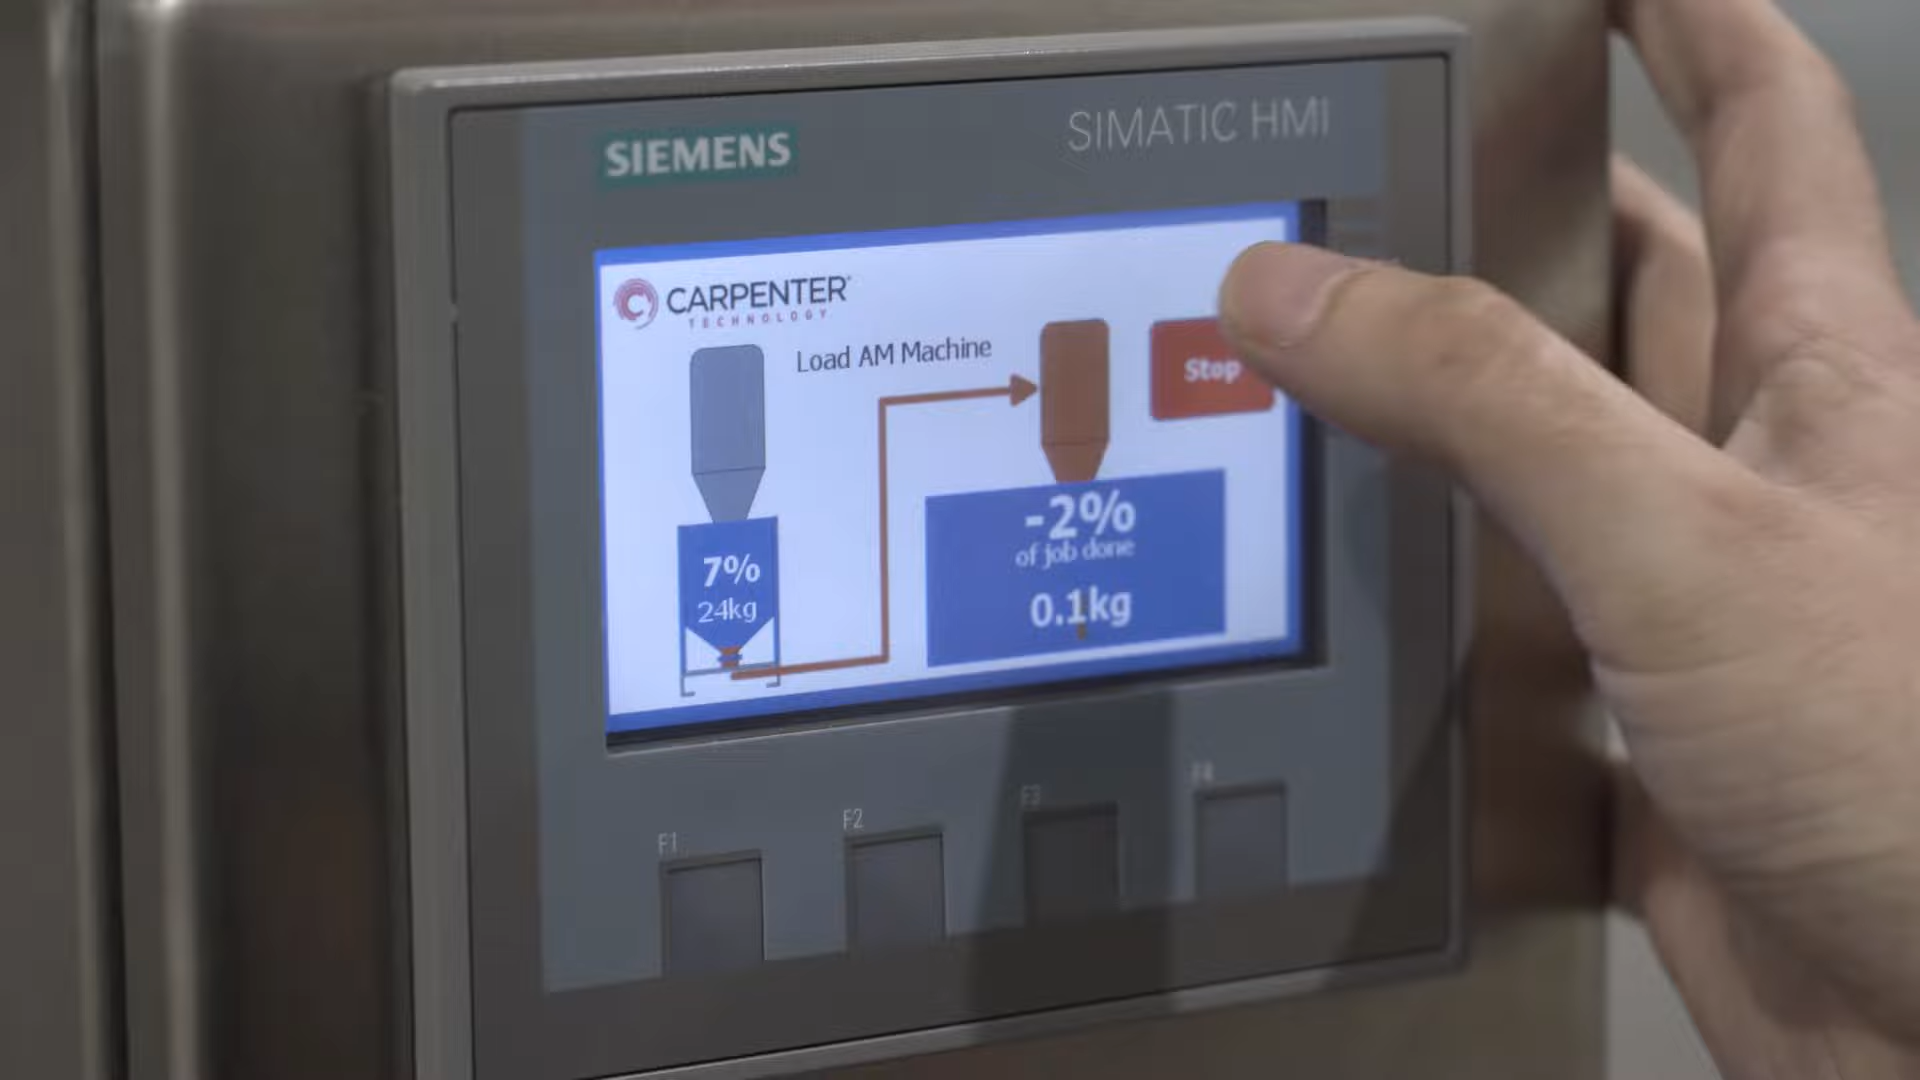 SIEMENS
SIMATIC HMI
CARPENTER
TECHNOLOGY
Load AM Machine
Stop
-2%
of job done
0.1kg
7%
24kg
F1
F2
F3
F4